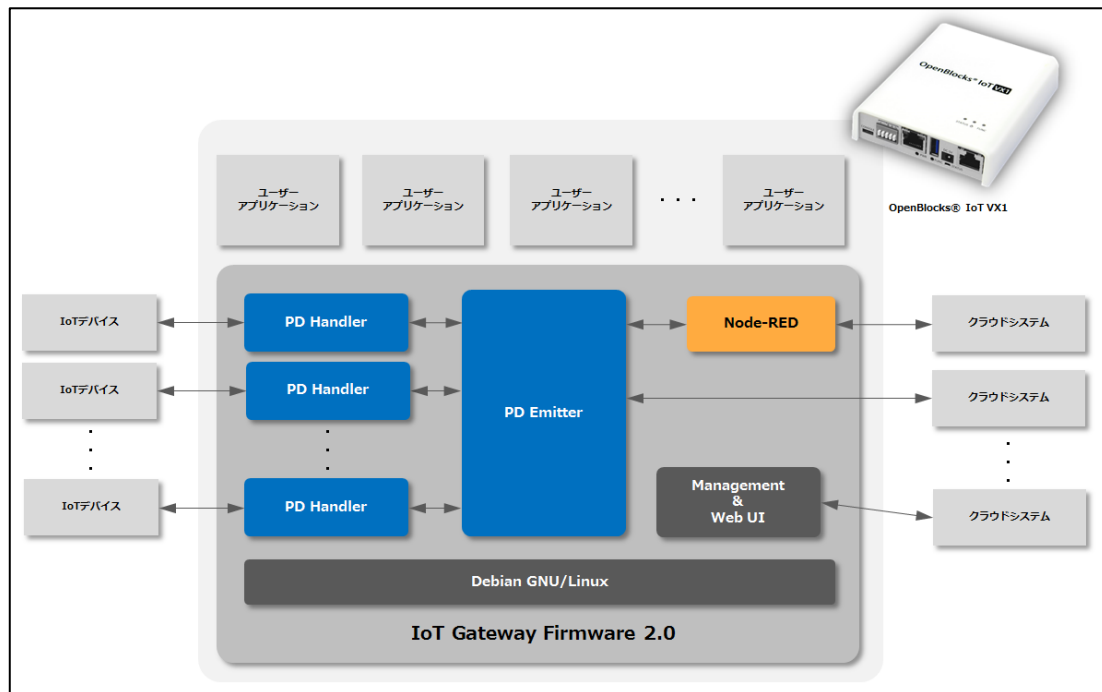 OpenBlocks® IoT VX1
ユーザー
アプリケーション
ユーザー
アプリケーション
ユーザー
アプリケーション
・・・
ユーザー
アプリケーション
OpenBlocks® IoT VX1
IoTデバイス
PD Handler
PD Emitter
Node-RED
クラウドシステム
IoTデバイス
PD Handler
クラウドシステム
IoTデバイス
PD Handler
Management
&
Web UI
クラウドシステム
Debian GNU/Linux
IoT Gateway Firmware 2.0